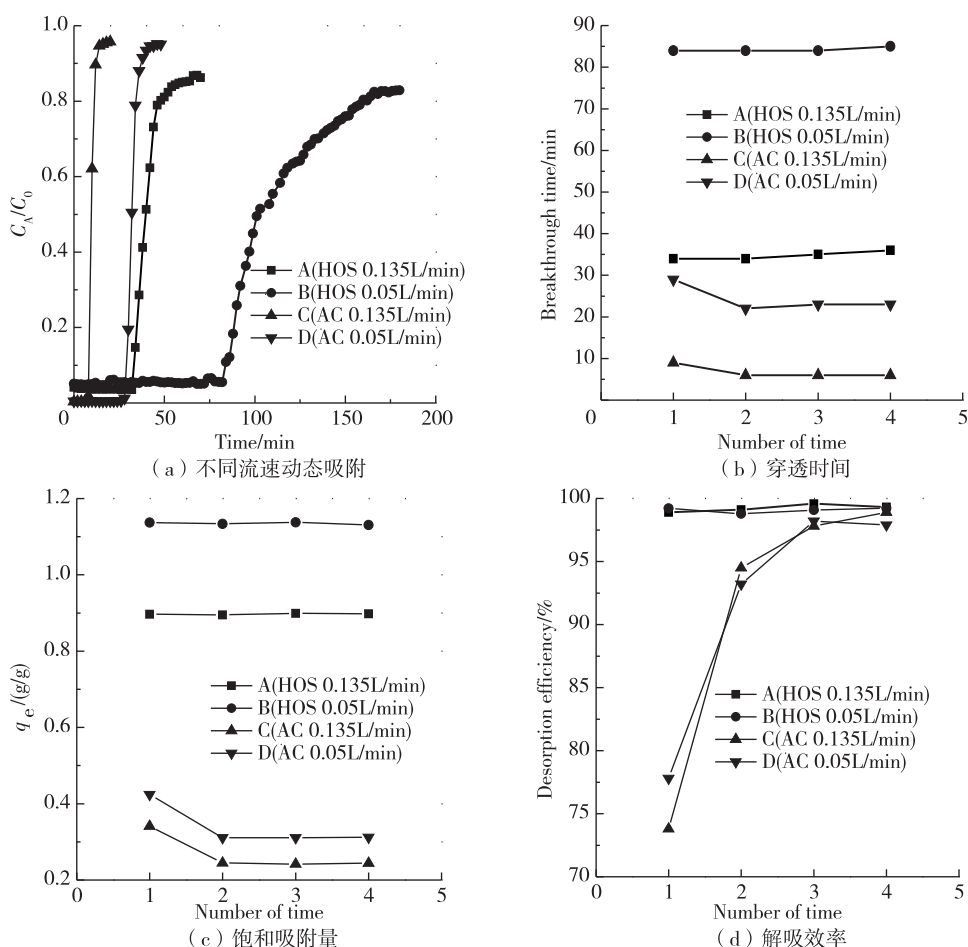 1.0
0.8
0.6
0.4
0.2
0
50
100
150
200
C_A/C_0
A(HOS 0.135L/min)
B(HOS 0.05L/min)
C(AC 0.135L/min)
D(AC 0.05L/min)
Time/min
(a)不同流速动态吸附
90
80
70
60
50
40
30
20
10
0
1
2
3
4
5
Breakthrough time/min
A(HOS 0.135L/min)
B(HOS 0.05L/min)
C(AC 0.135L/min)
D(AC 0.05L/min)
Number of time
(b)穿透时间
1.2
1.0
0.8
0.6
0.4
0.2
0
1
2
3
4
5
q e/(g/g)
A(HOS 0.135L/min)
B(HOS 0.05L/min)
C(AC 0.135L/min)
D(AC 0.05L/min)
Number of time
(c)饱和吸附量
100
95
90
85
80
75
70
0
1
2
3
4
5
Desorption efficiency/%
A(HOS 0.135L/min)
B(HOS 0.05L/min)
C(AC 0.135L/min)
D(AC 0.05L/min)
Number of time
(d)解吸效率